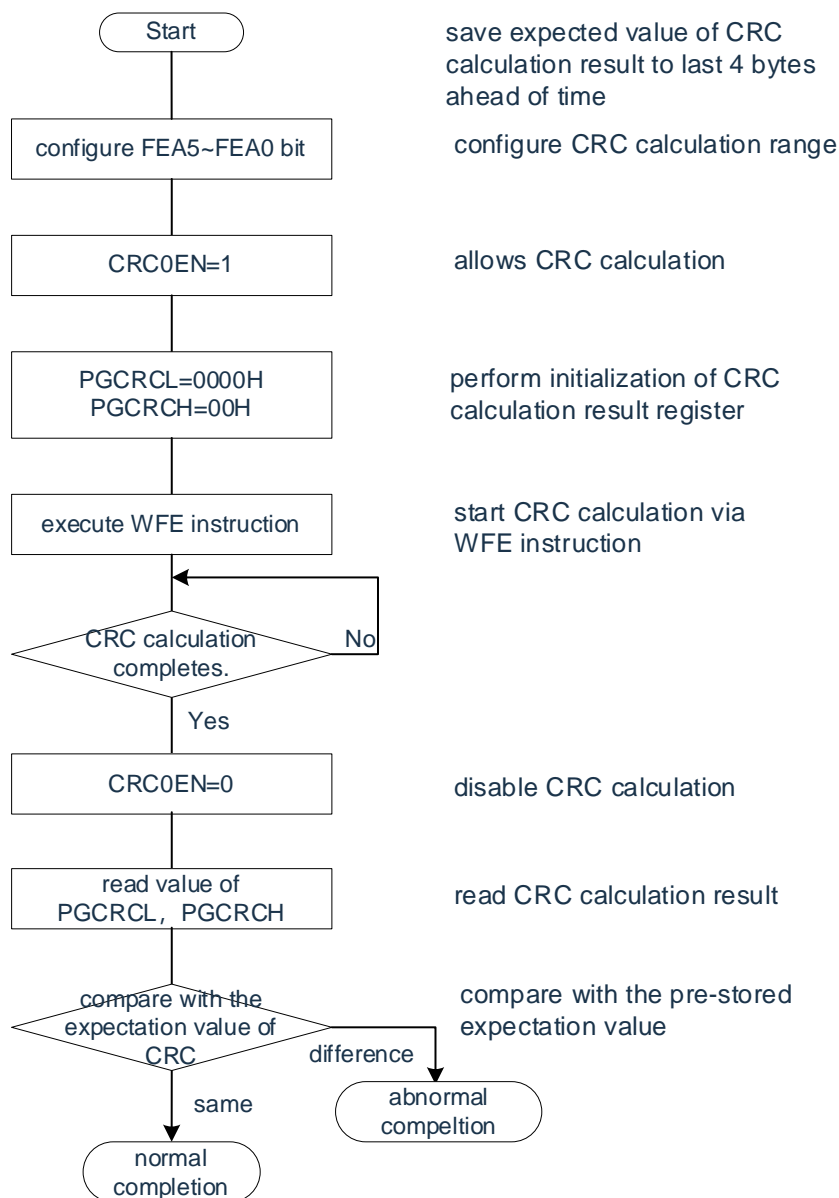 Start
save expected value of CRC
calculation result to last 4 bytes
ahead of time
configure FEA5~FEA0 bit
configure CRC calculation range
CRC0EN=1
allows CRC calculation
PGCRCL=0000H
PGCRCH=00H
perform initialization of CRC
calculation result register
execute WFE instruction
start CRC calculation via
WFE instruction
CRC calculation
completes.
No
Yes
CRC0EN=0
disable CRC calculation
read value of
PGCRCL, PGCRCH
read CRC calculation result
compare with the
expectation value of
CRC
compare with the pre-stored
expectation value
difference
same
abnormal
compeltion
normal
completion